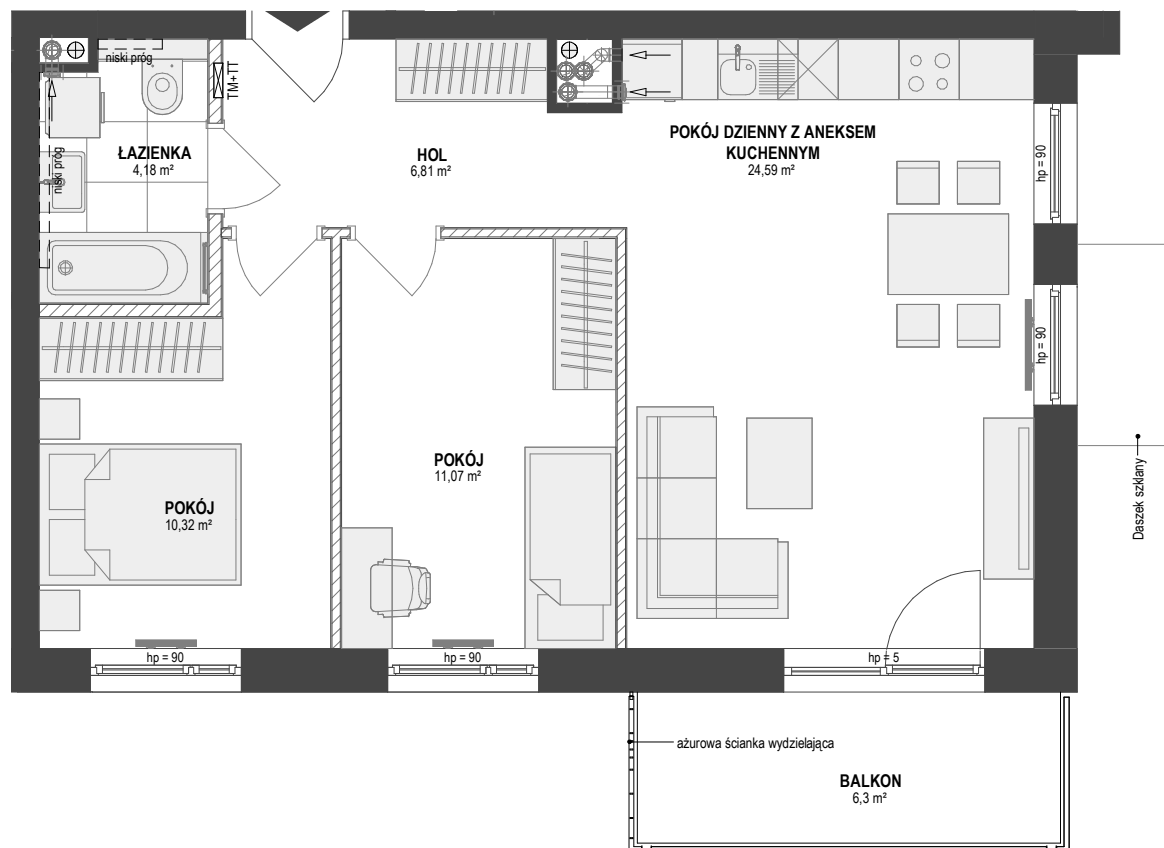 niski próg
TM+TT
ŁAZIENKA
4,18 m²
niski próg
HOL
6,81 m²
POKÓJ DZIENNY Z ANEKSEM
KUCHENNYM
24,59 m²
hp = 90
hp = 90
POKÓJ
10,32 m²
POKÓJ
11,07 m²
Daszek szklany
hp = 90
hp = 90
hp = 5
ażurowa ścianka wydzielająca
BALKON
6,3 m²